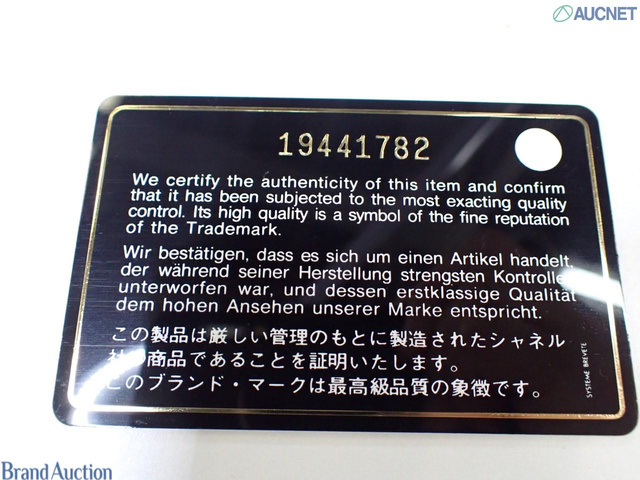 AUCNET
19441782
We certify the authenticity of this item and confirm
that it has been subjected to the most exacting quality
control. Its high quality is a symbol of the fine reputation
of the Trademark.
Wir bestätigen, dass es sich um einen Artikel handelt,
der während seiner Herstellung strengsten Kontrollen
unterworfen war, und dessen erstklassige Qualität
dem hohen Ansehen unserer Marke entspricht.
この製品は厳しい管理のもとに製造されたシャネル
社の商品であることを証明いたします。
このブランド・マークは最高級品質の象徴です。
SYSTEME BREVETE
Brand Auction